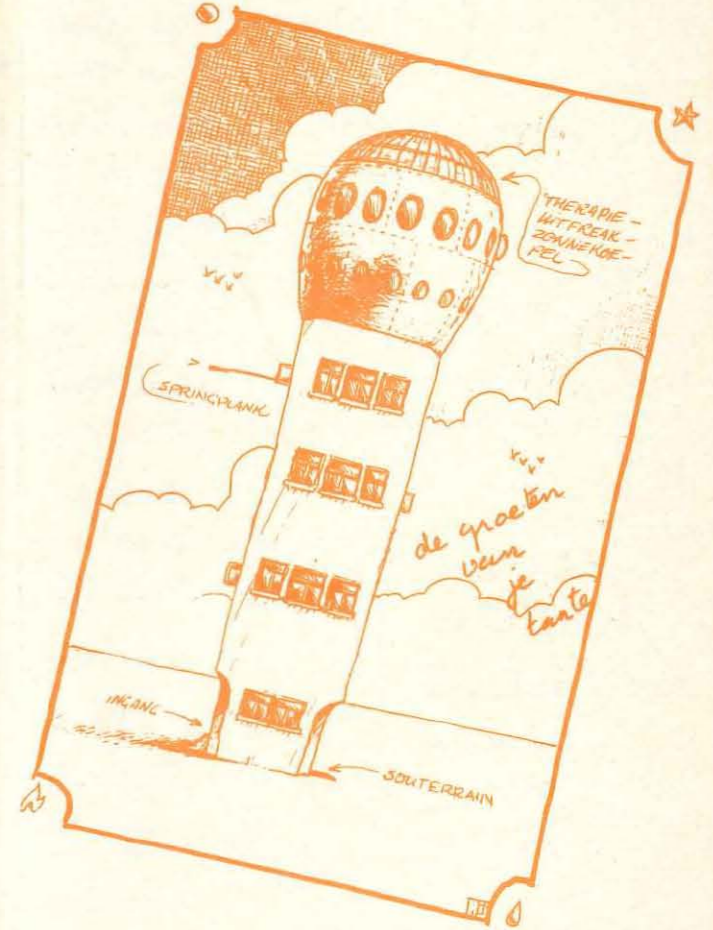 THERAPIE-
UITFREAK-
ZONNEKOE-
PEL
SPRINGPLANK
de groeten
van
je
tante
INGANG
SOUTERRAIN